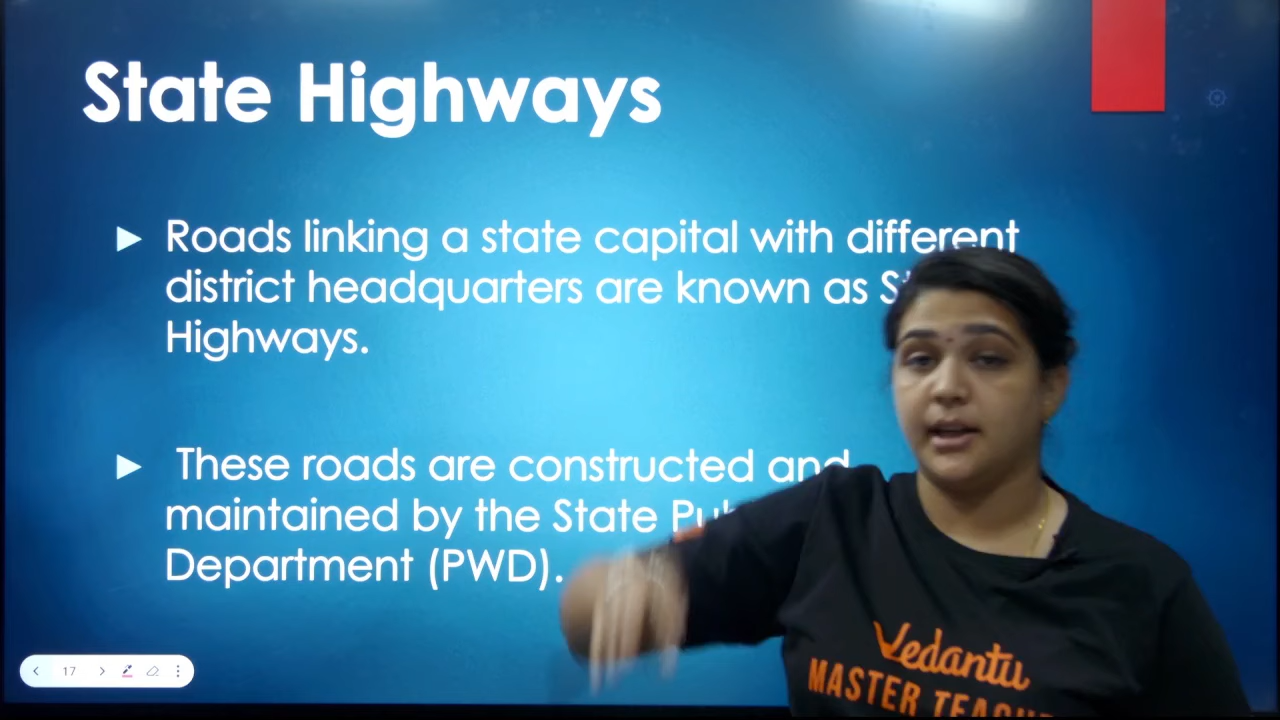 State Highways
Roads linking a state capital with different
district headquarters are known as
Highways.
These roads are constructed and
maintained by the State
Department (PWD).
17
Vedantu
MASTER